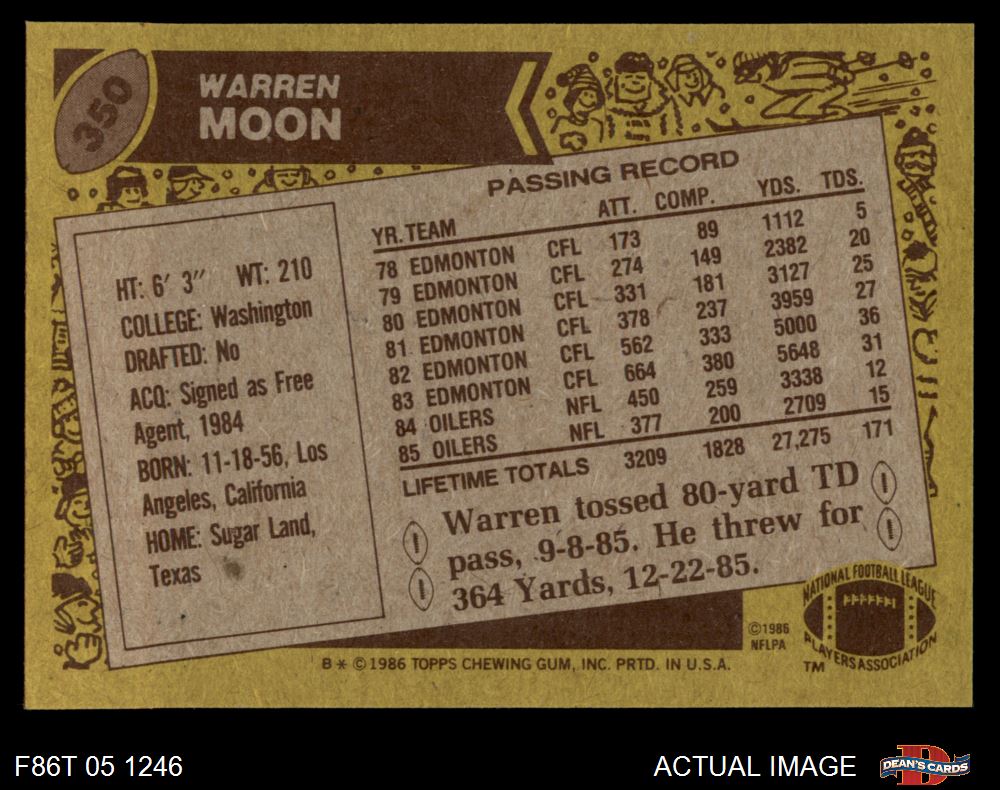 350
WARREN
MOON
HT: 6' 3" WT: 210
COLLEGE: Washington
DRAFTED: No
ACQ: Signed as Free
Agent, 1984
BORN: 11-18-56, Los
Angeles, California
HOME: Sugar Land,
Texas
PASSING RECORD
YR. TEAM ATT. COMP. YDS. TDS.
78 EDMONTON CFL 173 89 1112 5
79 EDMONTON CFL 274 149 2382 20
80 EDMONTON CFL 331 181 3127 25
81 EDMONTON CFL 378 237 3959 27
82 EDMONTON CFL 562 333 5000 36
83 EDMONTON CFL 664 380 5648 31
84 OILERS NFL 450 259 3338 12
85 OILERS NFL 377 200 2709 15
LIFETIME TOTALS 3209 1828 27,275 171
Warren tossed 80-yard TD
pass, 9-8-85. He threw for
364 Yards, 12-22-85.
©1986
NFLPA
NATIONAL FOOTBALL LEAGUE
PLAYERS ASSOCIATION
TM
B * © 1986 TOPPS CHEWING GUM, INC. PRTD. IN U.S.A.
F86T 05 1246
ACTUAL IMAGE
D
DEAN'S CARDS